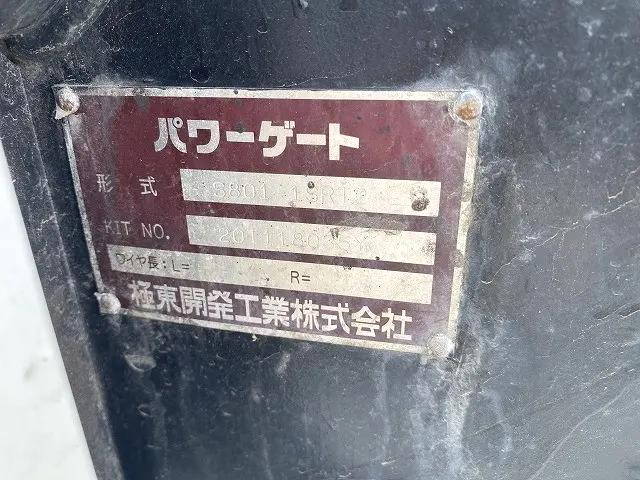 パワーゲート
形式
KIT NO.
ワイヤ長:L= R=
極東開発工業株式会社